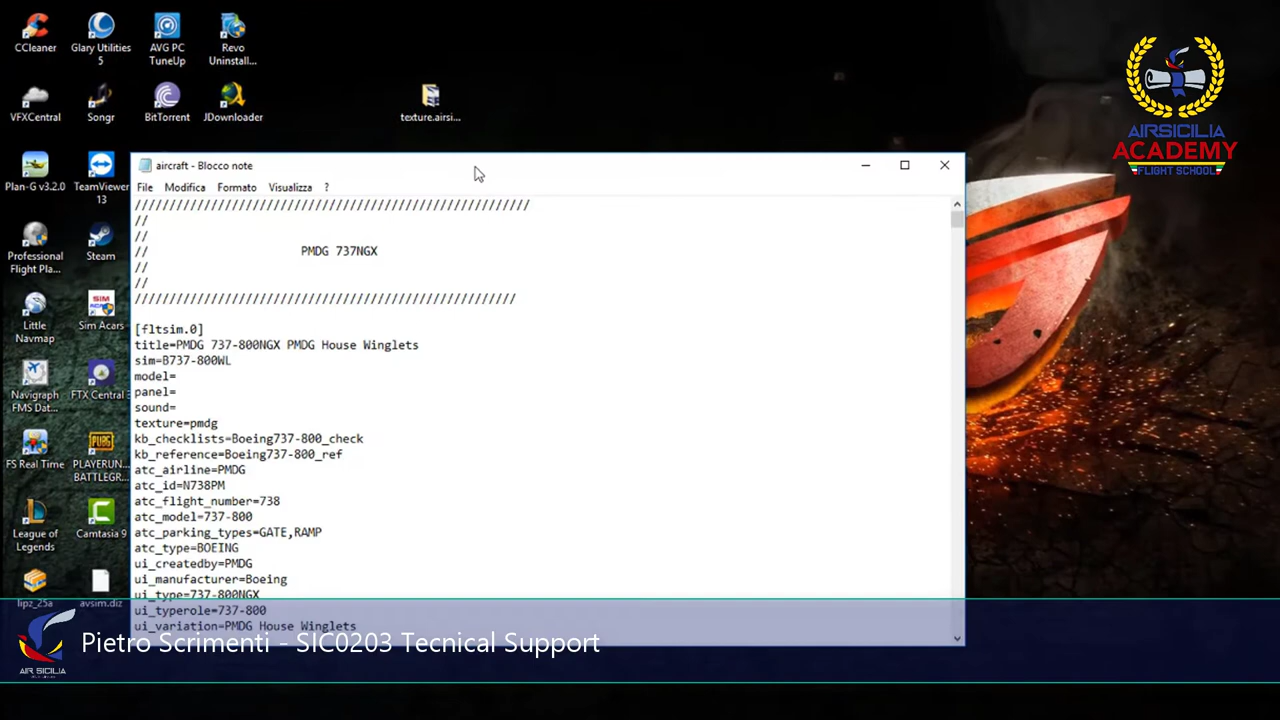 CCleaner
Glary Utilities
5
AVG PC
TuneUp
Revo
Uninstall...
VFXCentral
Songr
BitTorrent
JDownloader
texture.airsi...
AIRSICILIA
ACADEMY
FLIGHT SCHOOL
Plan-G v3.2.0
TeamViewer
13
Professional
Flight Pla...
Steam
Little
Navmap
SIM
Sim Acars
Navigraph
FMS Dat...
FTX Central 3
FS Real Time
PUBG
PLAYERUN...
BATTLEGR...
League of
Legends
Camtasia 9
lipz_25a
avsim.diz
aircraft - Blocco note
File Modifica Formato Visualizza ?
/////////////////////////////////////////////////////////
//
//
// PMDG 737NGX
//
//
///////////////////////////////////////////////////////
[fltsim.0]
title=PMDG 737-800NGX PMDG House Winglets
sim=B737-800WL
model=
panel=
sound=
texture=pmdg
kb_checklists=Boeing737-800_check
kb_reference=Boeing737-800_ref
atc_airline=PMDG
atc_id=N738PM
atc_flight_number=738
atc_model=737-800
atc_parking_types=GATE,RAMP
atc_type=BOEING
ui_createdby=PMDG
ui_manufacturer=Boeing
ui_type=737-800NGX
ui_typerole=737-800
ui_variation=PMDG House Winglets
AIR SICILIA
Pietro Scrimenti - SIC0203 Tecnical Support